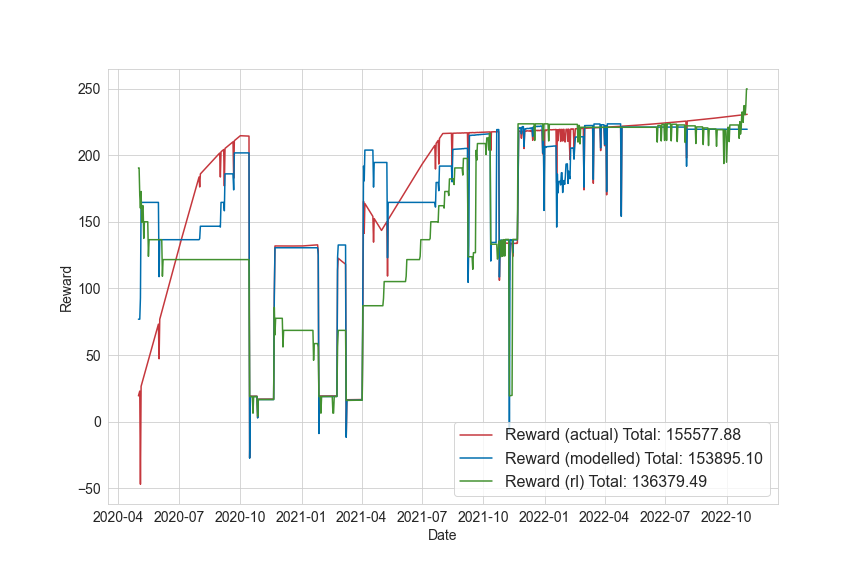 250
200
150
100
50
0
−50
Reward
2020-04 2020-07 2020-10 2021-01 2021-04 2021-07 2021-10 2022-01 2022-04 2022-07 2022-10
Date
Reward (actual) Total: 155577.88
Reward (modelled) Total: 153895.10
Reward (rl) Total: 136379.49